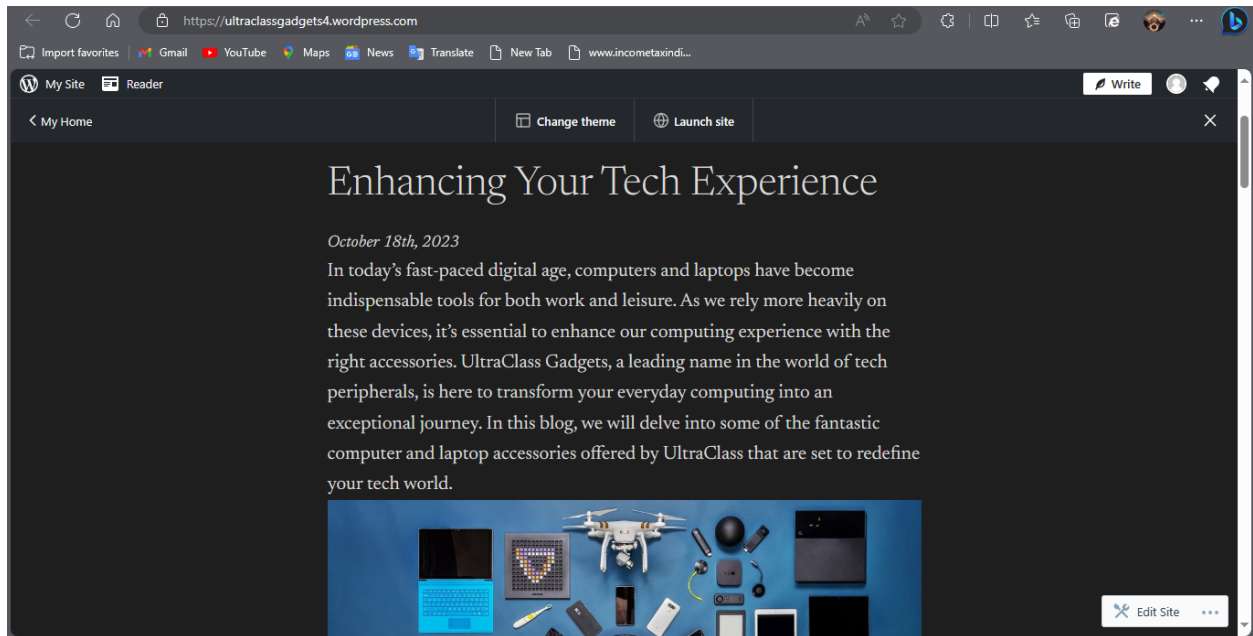 https://ultraclassgadgets4.wordpress.com
Import favorites Gmail YouTube Maps News Translate New Tab www.incometaxindi...
My Site Reader Write
My Home Change theme Launch site
Enhancing Your Tech Experience
October 18th, 2023
In today’s fast-paced digital age, computers and laptops have become
indispensable tools for both work and leisure. As we rely more heavily on
these devices, it’s essential to enhance our computing experience with the
right accessories. UltraClass Gadgets, a leading name in the world of tech
peripherals, is here to transform your everyday computing into an
exceptional journey. In this blog, we will delve into some of the fantastic
computer and laptop accessories offered by UltraClass that are set to redefine
your tech world.
Edit Site